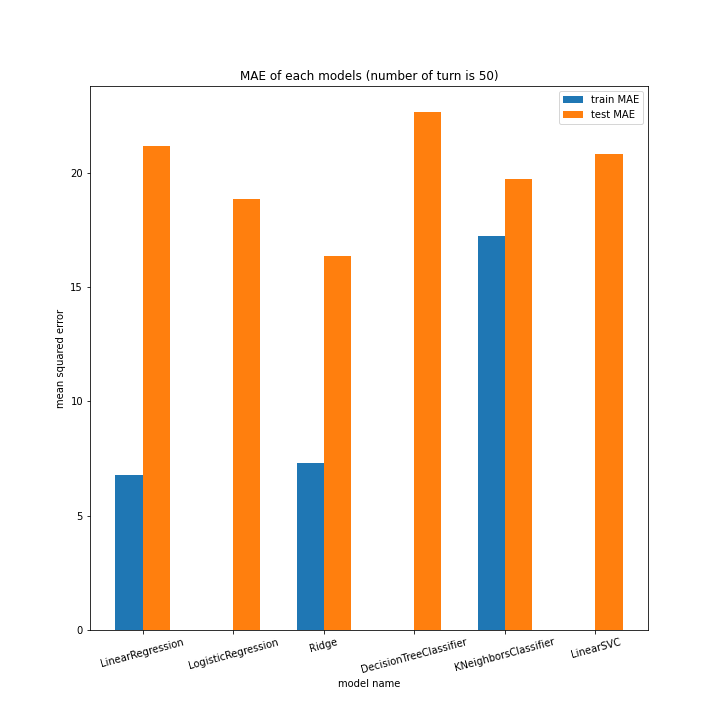 MAE of each models (number of turn is 50)
train MAE
test MAE
mean squared error
20
15
10
5
0
LinearRegression
LogisticRegression
Ridge
DecisionTreeClassifier
KNeighborsClassifier
LinearSVC
model name